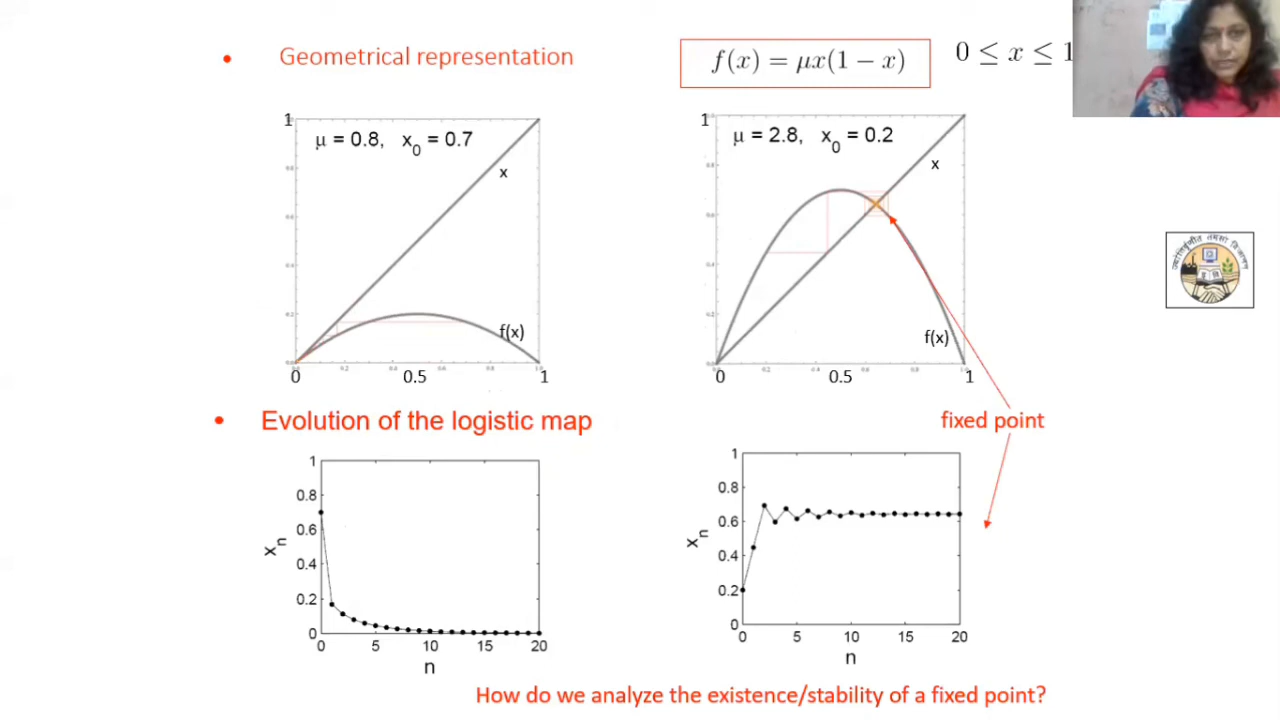 • Geometrical representation
f(x) = μx(1 − x)
0 ≤ x ≤ 1
1
μ = 0.8, x₀ = 0.7
x
f(x)
0 0.5 1
1
μ = 2.8, x₀ = 0.2
x
f(x)
0 0.5 1
ज्योतिर्वृणीत तमसो विजानन
• Evolution of the logistic map
fixed point
1
0.8
0.6
0.4
0.2
0
xₙ
0 5 10 15 20
n
1
0.8
0.6
0.4
0.2
0
xₙ
0 5 10 15 20
n
How do we analyze the existence/stability of a fixed point?